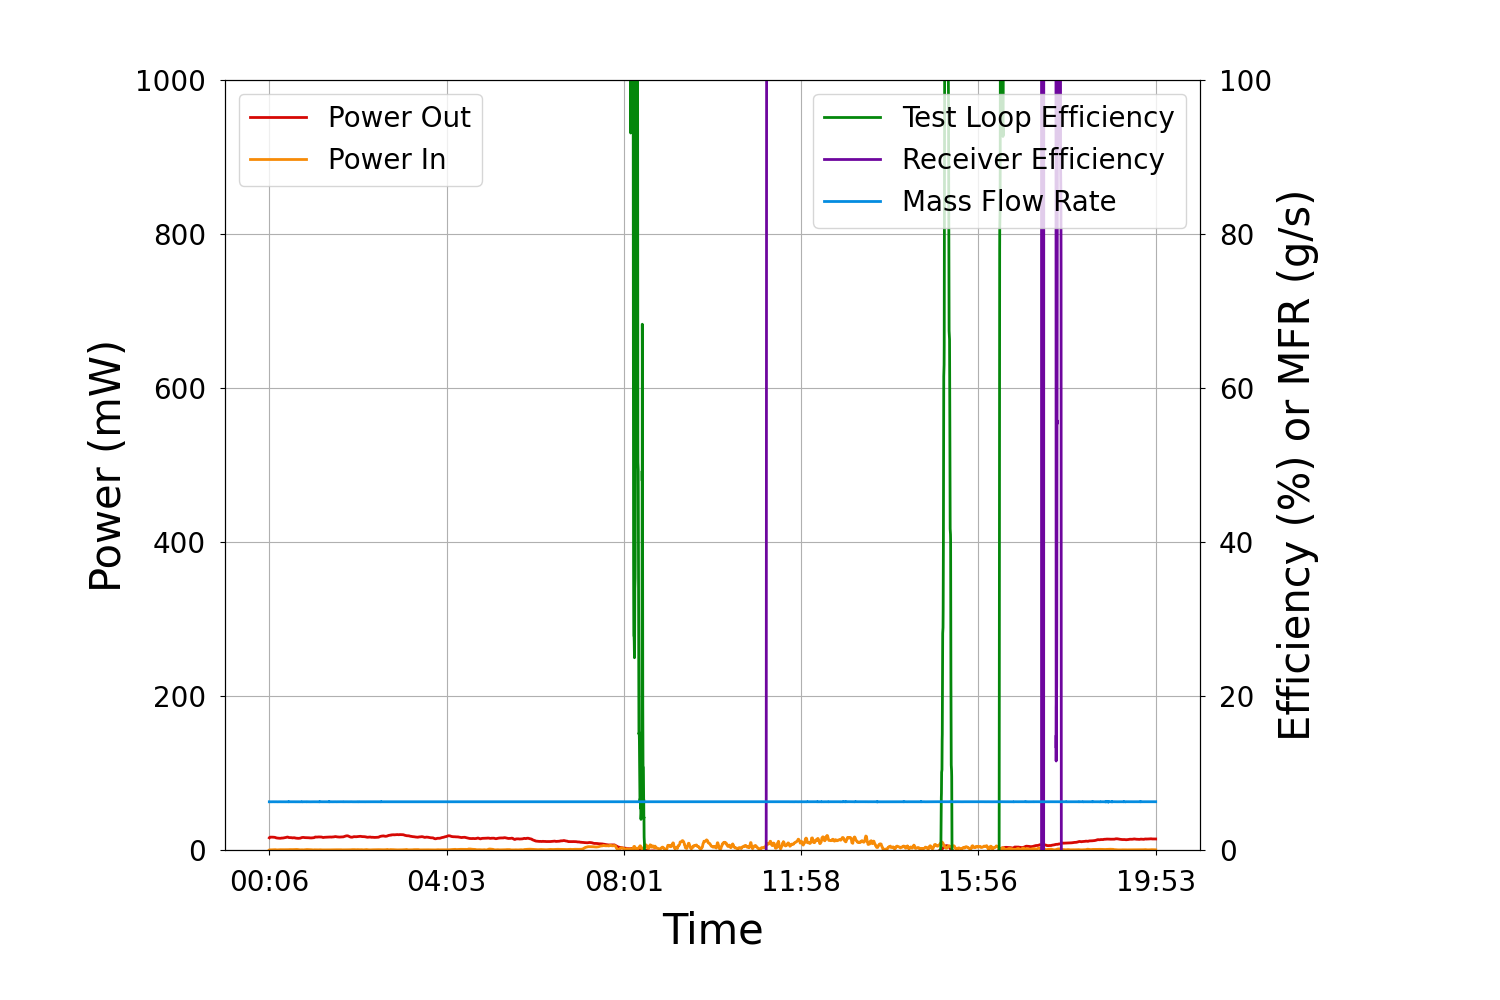 1000
800
600
400
200
0
Power (mW)
Power Out
Power In
Test Loop Efficiency
Receiver Efficiency
Mass Flow Rate
100
80
60
40
20
0
Efficiency (%) or MFR (g/s)
00:06 04:03 08:01 11:58 15:56 19:53
Time